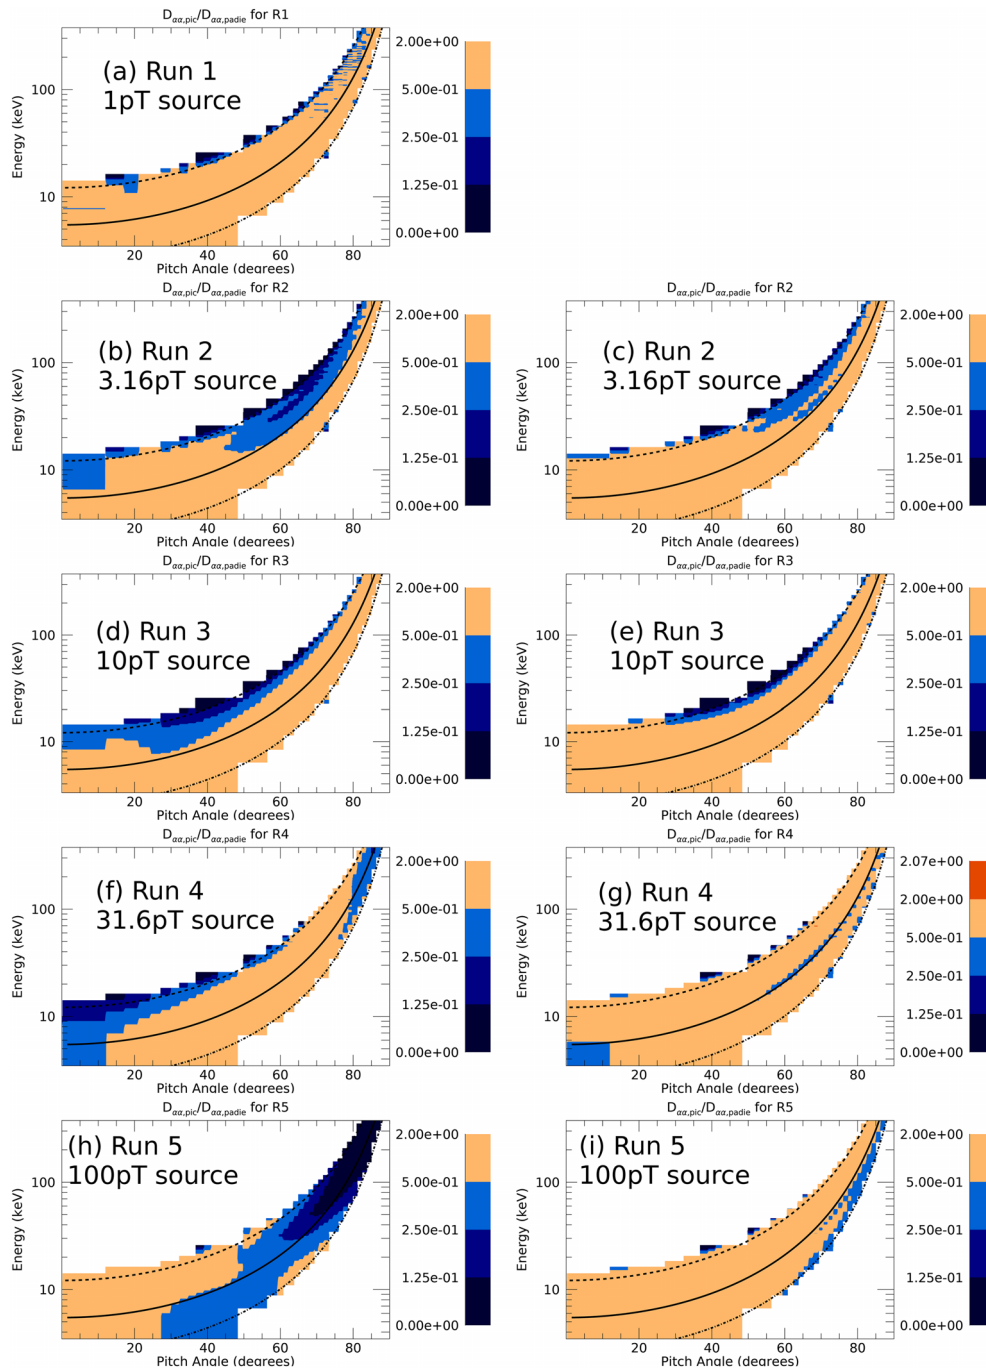 Dαα,pic/Dαα,padie for R1
(a) Run 1
1pT source
Energy (keV)
100
10
20 40 60 80
Pitch Angle (degrees)
2.00e+00
5.00e-01
2.50e-01
1.25e-01
0.00e+00
Dαα,pic/Dαα,padie for R2
(b) Run 2
3.16pT source
Energy (keV)
100
10
20 40 60 80
Pitch Angle (degrees)
2.00e+00
5.00e-01
2.50e-01
1.25e-01
0.00e+00
Dαα,pic/Dαα,padie for R2
(c) Run 2
3.16pT source
Energy (keV)
100
10
20 40 60 80
Pitch Angle (degrees)
2.00e+00
5.00e-01
2.50e-01
1.25e-01
0.00e+00
Dαα,pic/Dαα,padie for R3
(d) Run 3
10pT source
Energy (keV)
100
10
20 40 60 80
Pitch Angle (degrees)
2.00e+00
5.00e-01
2.50e-01
1.25e-01
0.00e+00
Dαα,pic/Dαα,padie for R3
(e) Run 3
10pT source
Energy (keV)
100
10
20 40 60 80
Pitch Angle (degrees)
2.00e+00
5.00e-01
2.50e-01
1.25e-01
0.00e+00
Dαα,pic/Dαα,padie for R4
(f) Run 4
31.6pT source
Energy (keV)
100
10
20 40 60 80
Pitch Angle (degrees)
2.00e+00
5.00e-01
2.50e-01
1.25e-01
0.00e+00
Dαα,pic/Dαα,padie for R4
(g) Run 4
31.6pT source
Energy (keV)
100
10
20 40 60 80
Pitch Angle (degrees)
2.07e+00
2.00e+00
5.00e-01
2.50e-01
1.25e-01
0.00e+00
Dαα,pic/Dαα,padie for R5
(h) Run 5
100pT source
Energy (keV)
100
10
20 40 60 80
Pitch Angle (degrees)
2.00e+00
5.00e-01
2.50e-01
1.25e-01
0.00e+00
Dαα,pic/Dαα,padie for R5
(i) Run 5
100pT source
Energy (keV)
100
10
20 40 60 80
Pitch Angle (degrees)
2.00e+00
5.00e-01
2.50e-01
1.25e-01
0.00e+00